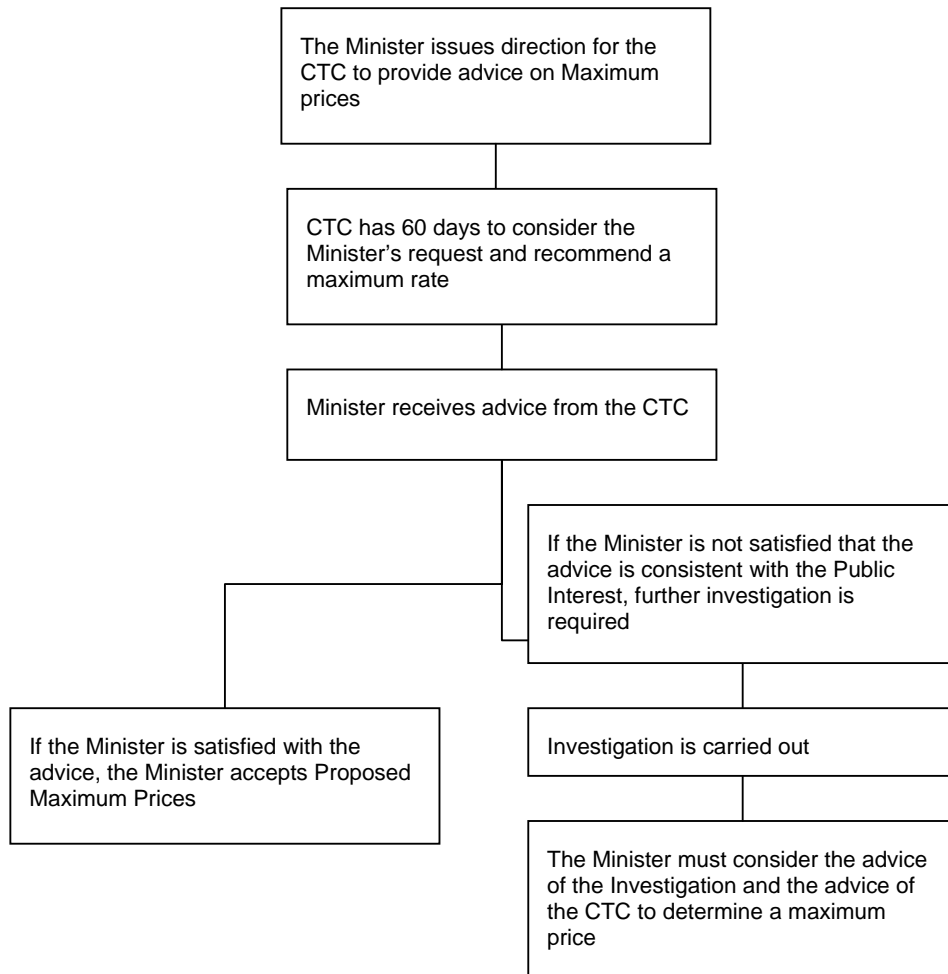 The Minister issues direction for the
CTC to provide advice on Maximum
prices
CTC has 60 days to consider the
Minister's request and recommend a
maximum rate
Minister receives advice from the CTC
If the Minister is not satisfied that the
advice is consistent with the Public
Interest, further investigation is
required
If the Minister is satisfied with the
advice, the Minister accepts Proposed
Maximum Prices
Investigation is carried out
The Minister must consider the advice
of the Investigation and the advice of
the CTC to determine a maximum
price